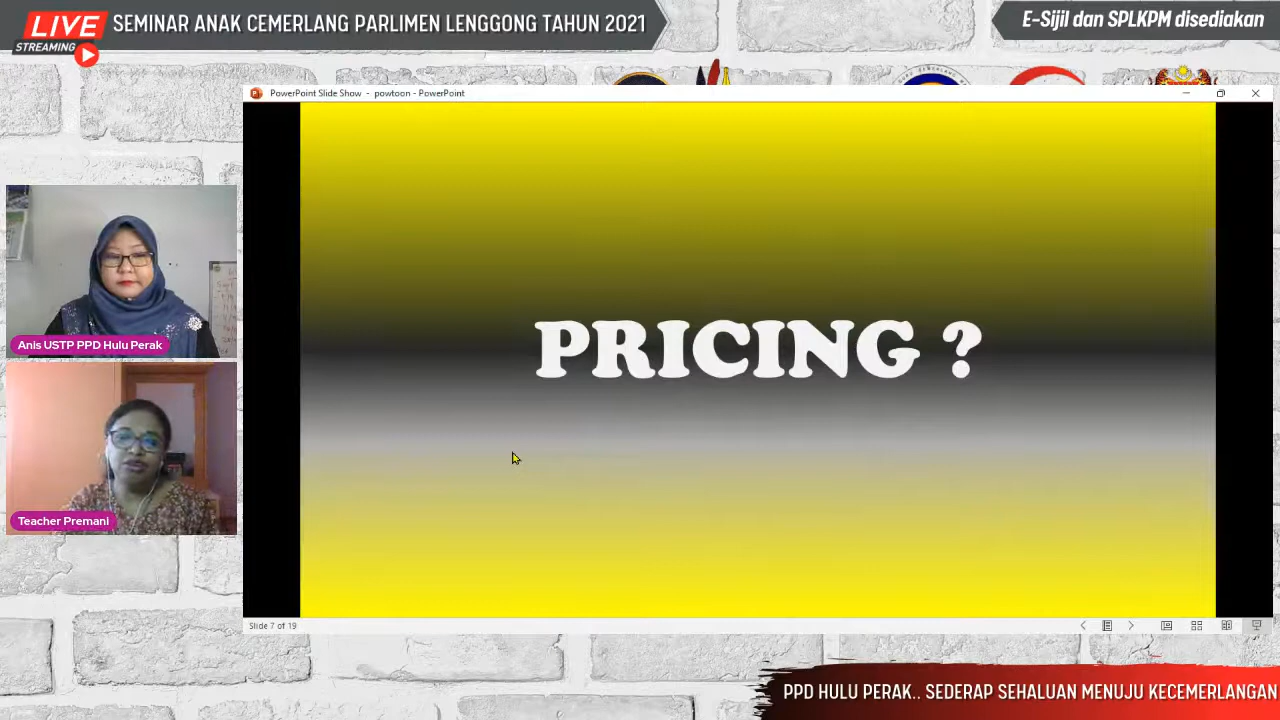 LIVE
STREAMING
SEMINAR ANAK CEMERLANG PARLIMEN LENGGONG TAHUN 2021
E-Sijil dan SPLKPM disediakan
PowerPoint Slide Show - powtoon - PowerPoint
PRICING ?
Anis USTP PPD Hulu Perak
Teacher Premani
Slide 7 of 19
PPD HULU PERAK.. SEDERAP SEHALUAN MENUJU KECEMERLANGAN